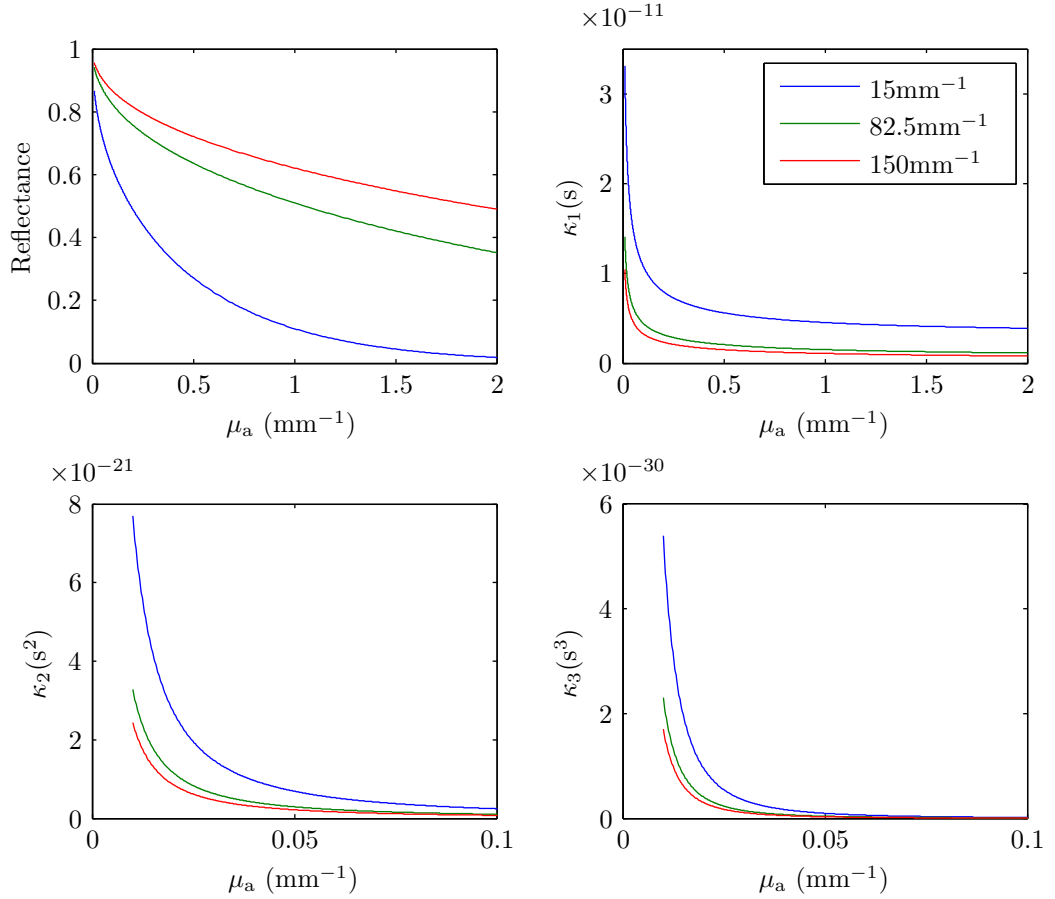 Reflectance
1
0.8
0.6
0.4
0.2
0
0 0.5 1 1.5 2
μa (mm−1)
×10−11
κ1(s)
3
2
1
0
0 0.5 1 1.5 2
μa (mm−1)
15mm−1
82.5mm−1
150mm−1
×10−21
κ2(s2)
8
6
4
2
0
0 0.05 0.1
μa (mm−1)
×10−30
κ3(s3)
6
4
2
0
0 0.05 0.1
μa (mm−1)